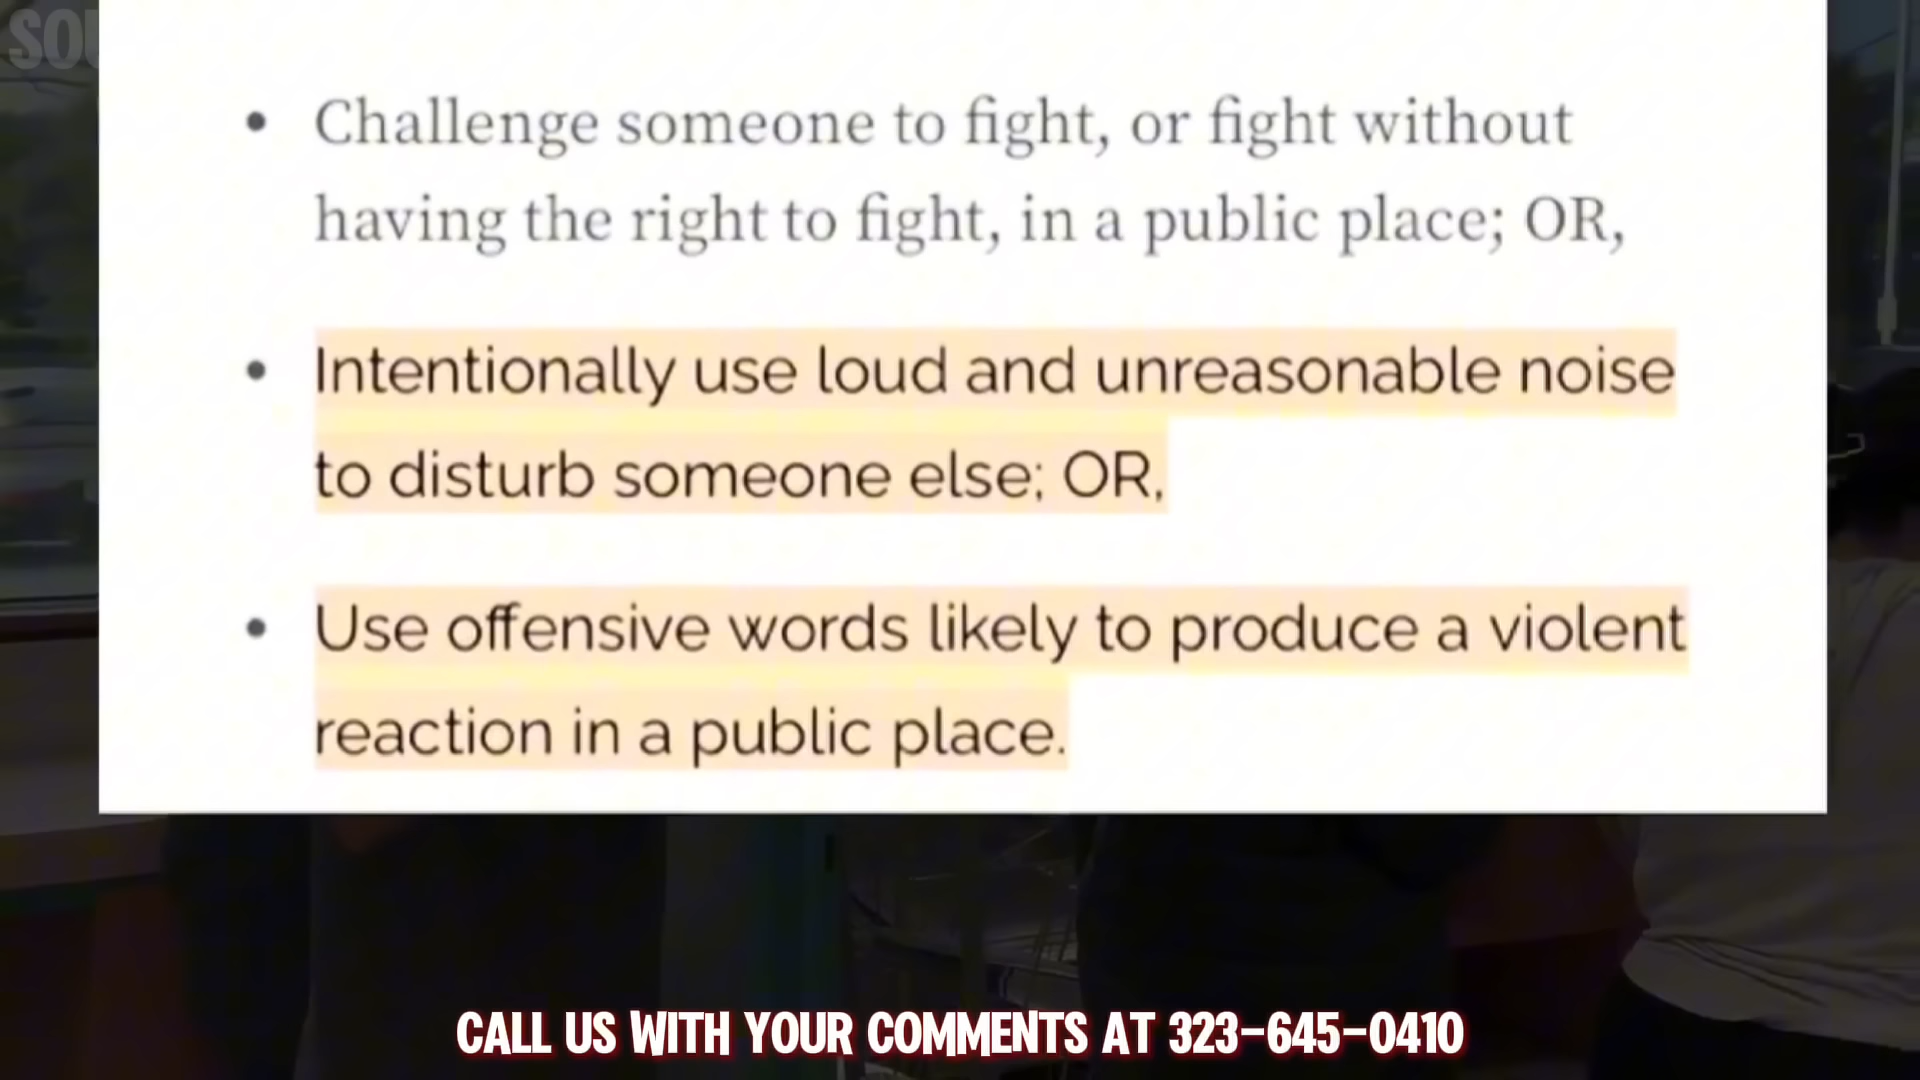 SOU
• Challenge someone to fight, or fight without
having the right to fight, in a public place; OR,
• Intentionally use loud and unreasonable noise
to disturb someone else; OR,
• Use offensive words likely to produce a violent
reaction in a public place.
CALL US WITH YOUR COMMENTS AT 323-645-0410